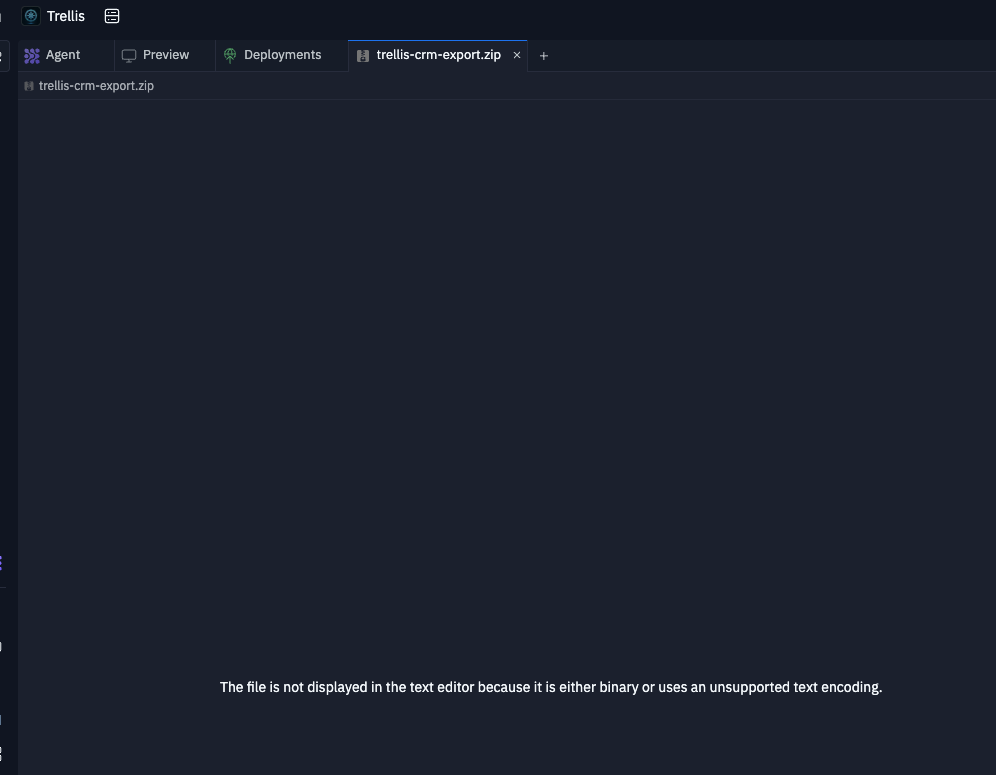 Trellis
Agent
Preview
Deployments
trellis-crm-export.zip
trellis-crm-export.zip
The file is not displayed in the text editor because it is either binary or uses an unsupported text encoding.